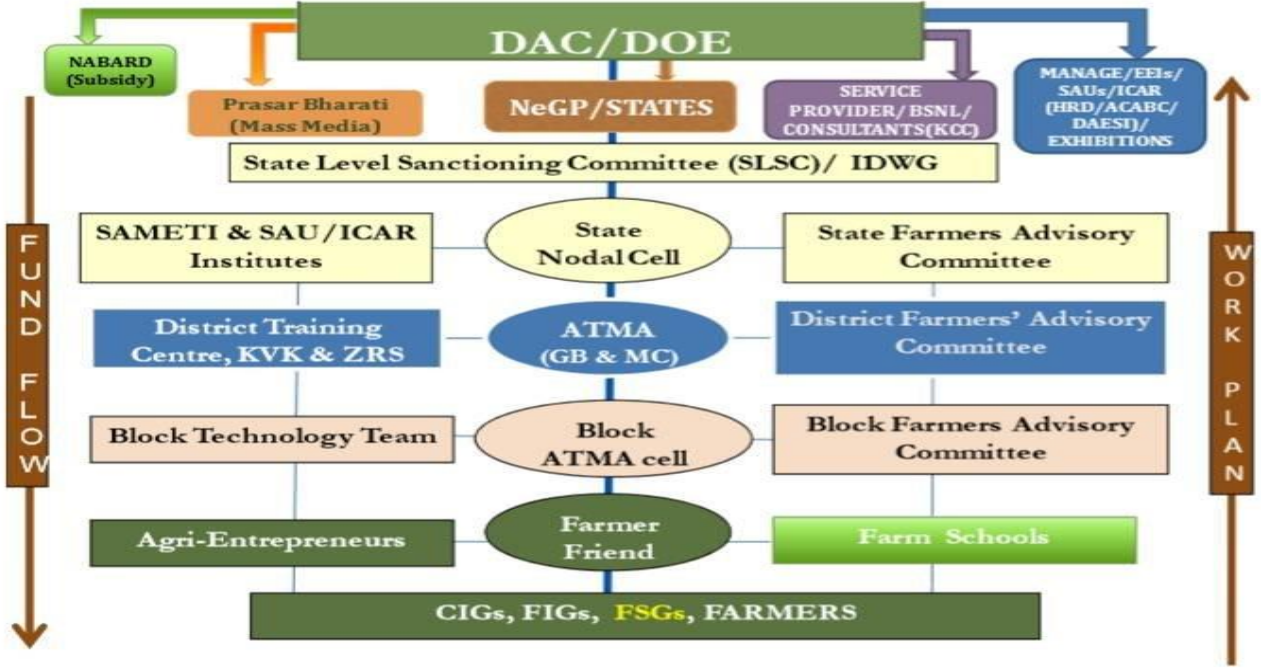 DAC/DOE
NABARD
(Subsidy)
Prasar Bharati
(Mass Media)
NeGP/STATES
SERVICE
PROVIDER/BSNL/
CONSULTANTS(KCC)
MANAGE/EEIs/
SAUs/ICAR
(HRD/ACABC/
DAESI)/
EXHIBITIONS
State Level Sanctioning Committee (SLSC)/ IDWG
SAMETI & SAU/ICAR
Institutes
State
Nodal Cell
State Farmers Advisory
Committee
District Training
Centre, KVK & ZRS
ATMA
(GB & MC)
District Farmers' Advisory
Committee
Block Technology Team
Block
ATMA cell
Block Farmers Advisory
Committee
Agri-Entrepreneurs
Farmer
Friend
Farm Schools
CIGs, FIGs, FSGs, FARMERS
FUND FLOW
WORK PLAN